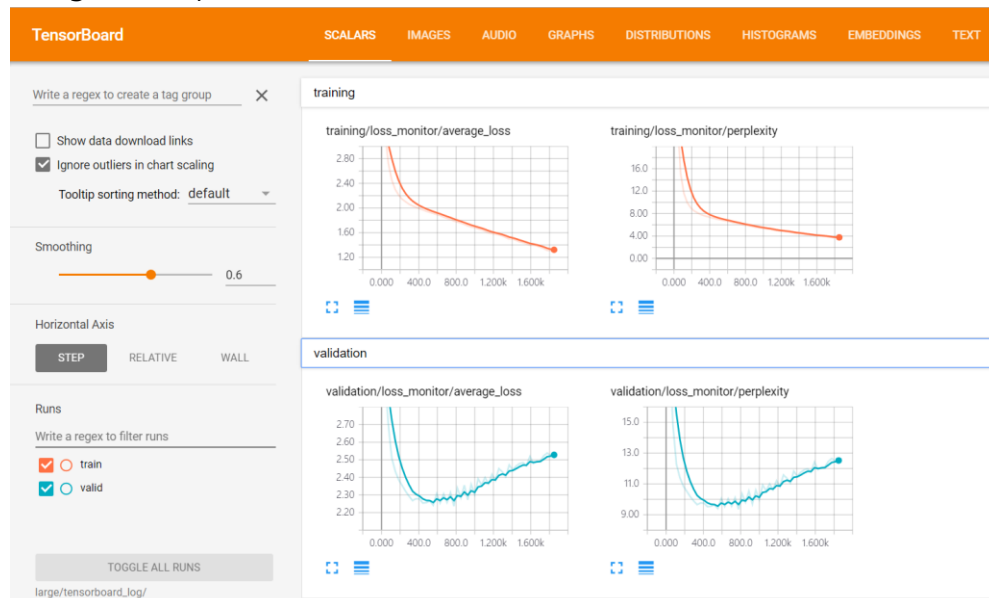 TensorBoard
SCALARS IMAGES AUDIO GRAPHS DISTRIBUTIONS HISTOGRAMS EMBEDDINGS TEXT
Write a regex to create a tag group
Show data download links
Ignore outliers in chart scaling
Tooltip sorting method: default
Smoothing
0.6
Horizontal Axis
STEP RELATIVE WALL
Runs
Write a regex to filter runs
train
valid
TOGGLE ALL RUNS
large/tensorboard_log/
training
training/loss_monitor/average_loss
2.80
2.40
2.00
1.60
1.20
0.000 400.0 800.0 1.200k 1.600k
training/loss_monitor/perplexity
16.0
12.0
8.00
4.00
0.00
0.000 400.0 800.0 1.200k 1.600k
validation
validation/loss_monitor/average_loss
2.70
2.60
2.50
2.40
2.30
2.20
0.000 400.0 800.0 1.200k 1.600k
validation/loss_monitor/perplexity
15.0
13.0
11.0
9.00
0.000 400.0 800.0 1.200k 1.600k